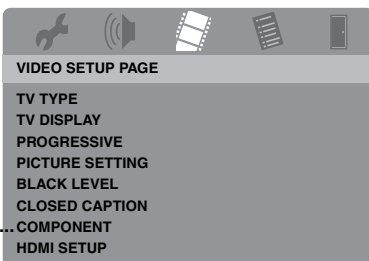 VIDEO SETUP PAGE
TV TYPE
TV DISPLAY
PROGRESSIVE
PICTURE SETTING
BLACK LEVEL
CLOSED CAPTION
...COMPONENT
HDMI SETUP